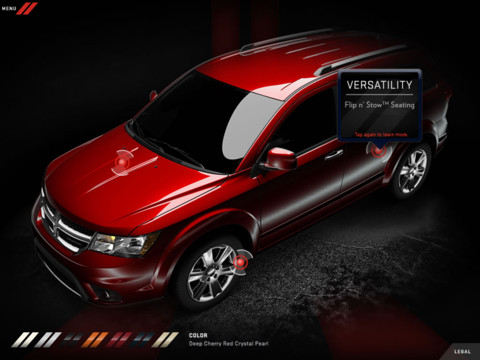 MENU
VERSATILITY
Flip n' Stow™ Seating
Tap again to learn more.
COLOR
Deep Cherry Red Crystal Pearl
LEGAL